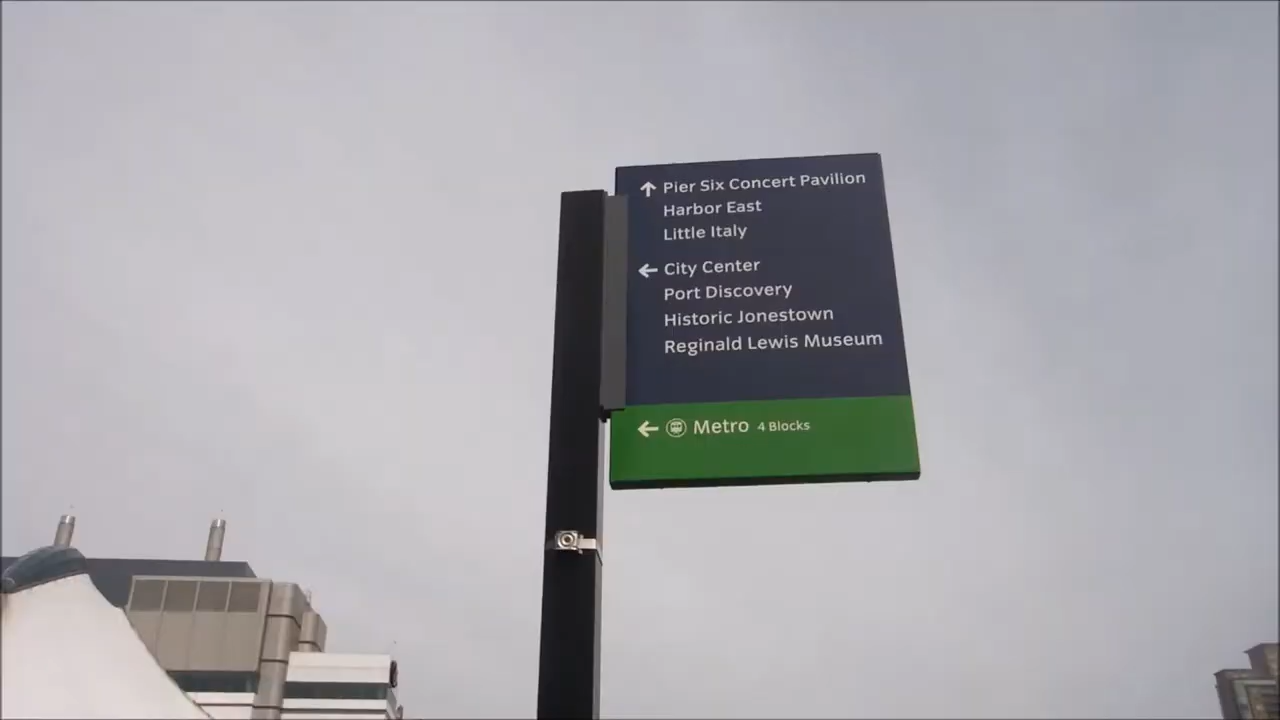 ↑ Pier Six Concert Pavilion
Harbor East
Little Italy
← City Center
Port Discovery
Historic Jonestown
Reginald Lewis Museum
← Metro 4 Blocks